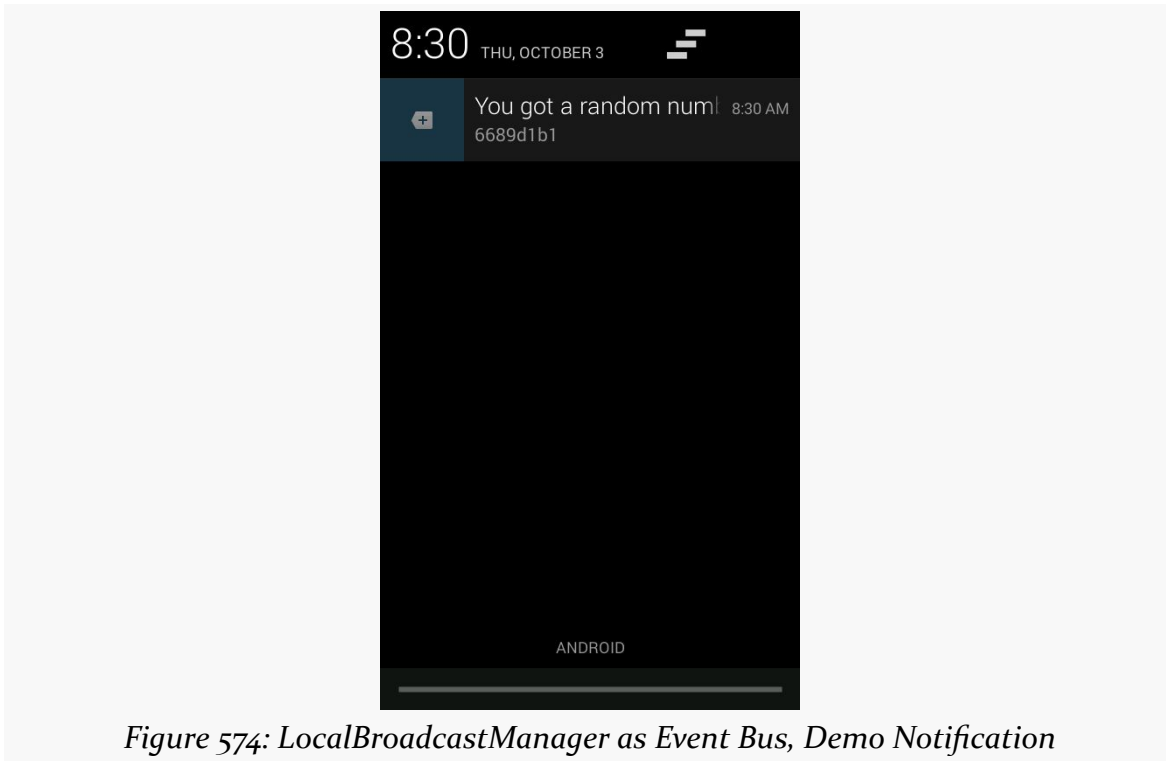 8:30 THU, OCTOBER 3
You got a random num 8:30 AM
6689d1b1
ANDROID
Figure 574: LocalBroadcastManager as Event Bus, Demo Notification